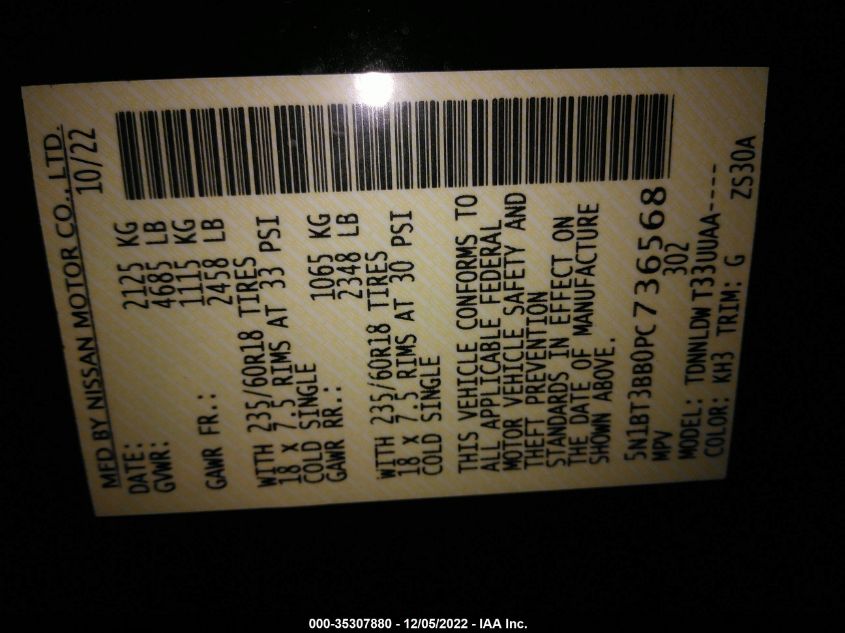 MFD BY NISSAN MOTOR CO., LTD.
DATE: 10/22
GVWR: 2125 KG
4685 LB
1115 KG
GAWR FR.: 2458 LB
WITH 235/60R18 TIRES
18 X 7.5 RIMS AT 33 PSI
COLD SINGLE
GAWR RR.: 1065 KG
2348 LB
WITH 235/60R18 TIRES
18 X 7.5 RIMS AT 30 PSI
COLD SINGLE
THIS VEHICLE CONFORMS TO
ALL APPLICABLE FEDERAL
MOTOR VEHICLE SAFETY AND
THEFT PREVENTION
STANDARDS IN EFFECT ON
THE DATE OF MANUFACTURE
SHOWN ABOVE.
5N1BT3BB0PC736568
MPV 302
MODEL: TDNNLDWT33UUAA----
COLOR: KH3 TRIM: G ZS30A
000-35307880 - 12/05/2022 - IAA Inc.